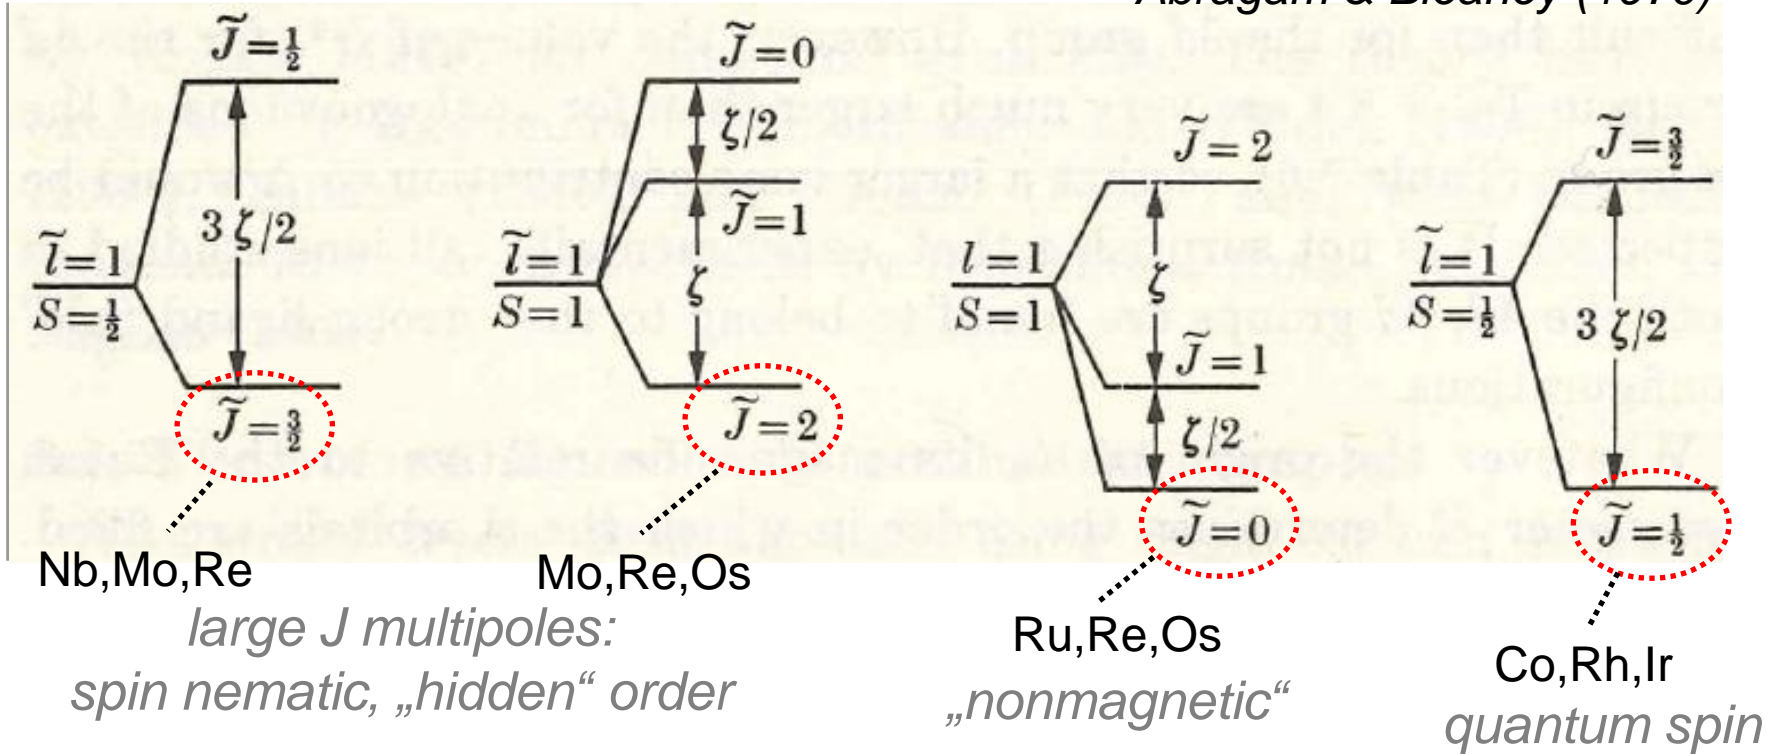 Abragam & Bleaney (1970)
J̃=½
3 ζ/2
l̃=1
S=½
J̃=3/2
Nb,Mo,Re
J̃=0
ζ/2
J̃=1
l̃=1
ζ
S=1
J̃=2
Mo,Re,Os
large J multipoles:
spin nematic, „hidden“ order
J̃=2
l=1
ζ
S=1
J̃=1
ζ/2
J̃=0
Ru,Re,Os
„nonmagnetic“
J̃=3/2
l̃=1
S=½
3 ζ/2
J̃=½
Co,Rh,Ir
quantum spin